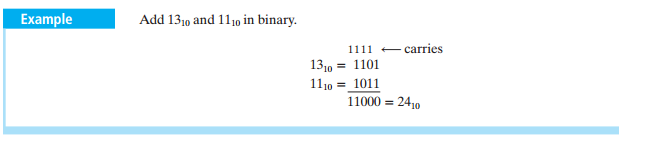 Example
Add 13₁₀ and 11₁₀ in binary.
1111 ← carries
13₁₀ = 1101
11₁₀ = 1011
11000 = 24₁₀